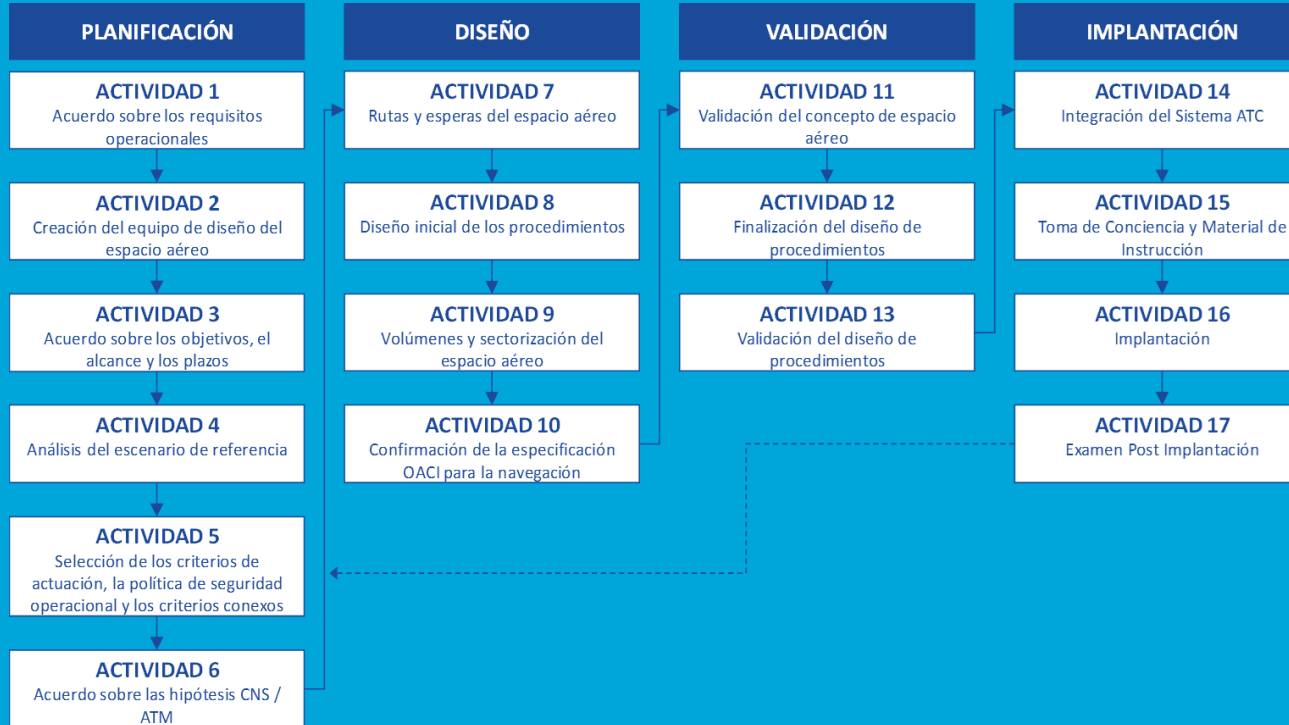 PLANIFICACIÓN
ACTIVIDAD 1
Acuerdo sobre los requisitos
operacionales
ACTIVIDAD 2
Creación del equipo de diseño del
espacio aéreo
ACTIVIDAD 3
Acuerdo sobre los objetivos, el
alcance y los plazos
ACTIVIDAD 4
Análisis del escenario de referencia
ACTIVIDAD 5
Selección de los criterios de
actuación, la política de seguridad
operacional y los criterios conexos
ACTIVIDAD 6
Acuerdo sobre las hipótesis CNS /
ATM
DISEÑO
ACTIVIDAD 7
Rutas y esperas del espacio aéreo
ACTIVIDAD 8
Diseño inicial de los procedimientos
ACTIVIDAD 9
Volúmenes y sectorización del
espacio aéreo
ACTIVIDAD 10
Confirmación de la especificación
OACI para la navegación
VALIDACIÓN
ACTIVIDAD 11
Validación del concepto de espacio
aéreo
ACTIVIDAD 12
Finalización del diseño de
procedimientos
ACTIVIDAD 13
Validación del diseño de
procedimientos
IMPLANTACIÓN
ACTIVIDAD 14
Integración del Sistema ATC
ACTIVIDAD 15
Toma de Conciencia y Material de
Instrucción
ACTIVIDAD 16
Implantación
ACTIVIDAD 17
Examen Post Implantación